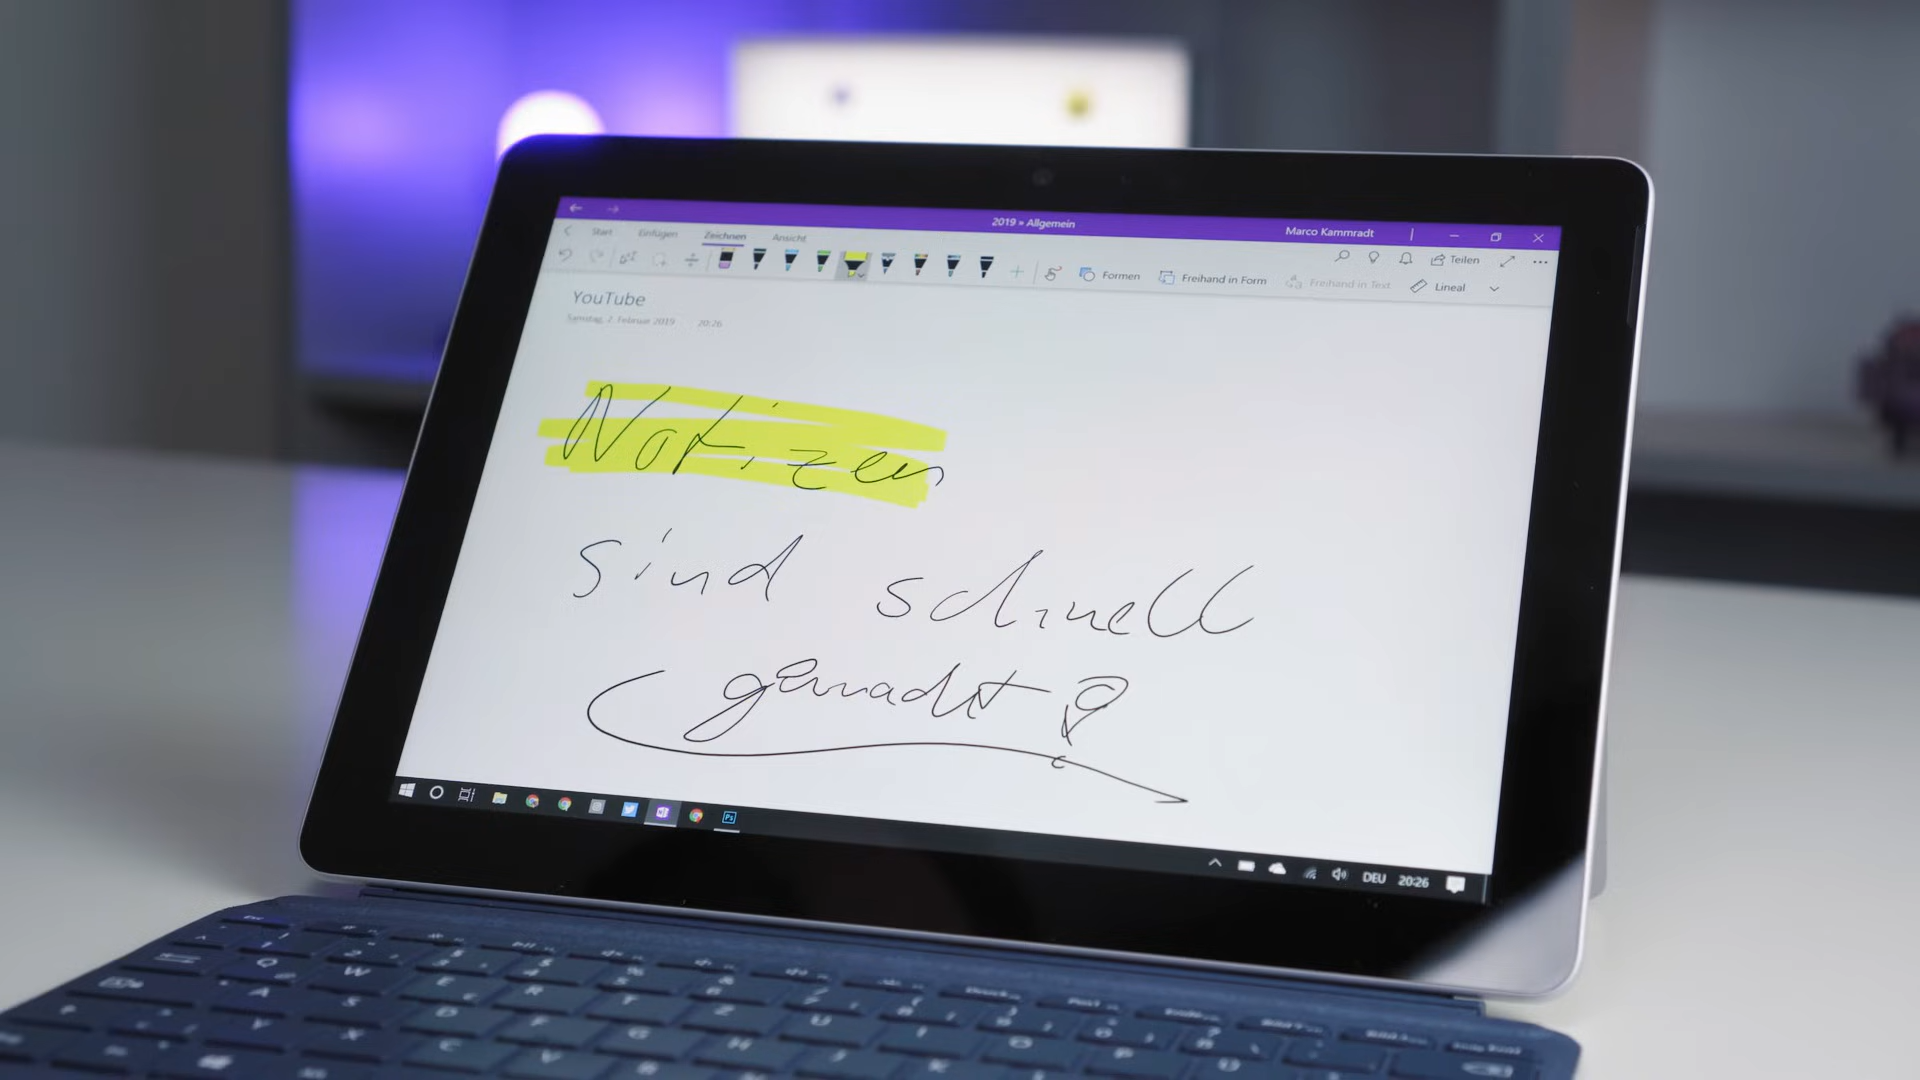 2019 » Allgemein
Marco Kammradt
Start Einfügen Zeichnen Ansicht
Teilen
Formen Freihand in Form Freihand in Text Lineal
YouTube
Samstag, 2. Februar 2019 20:26
Notizen
sind schnell
gemacht!
Ps
DEU 20:26
Q W E R T Z U I O P
A S D F G H J K
Y X C V B